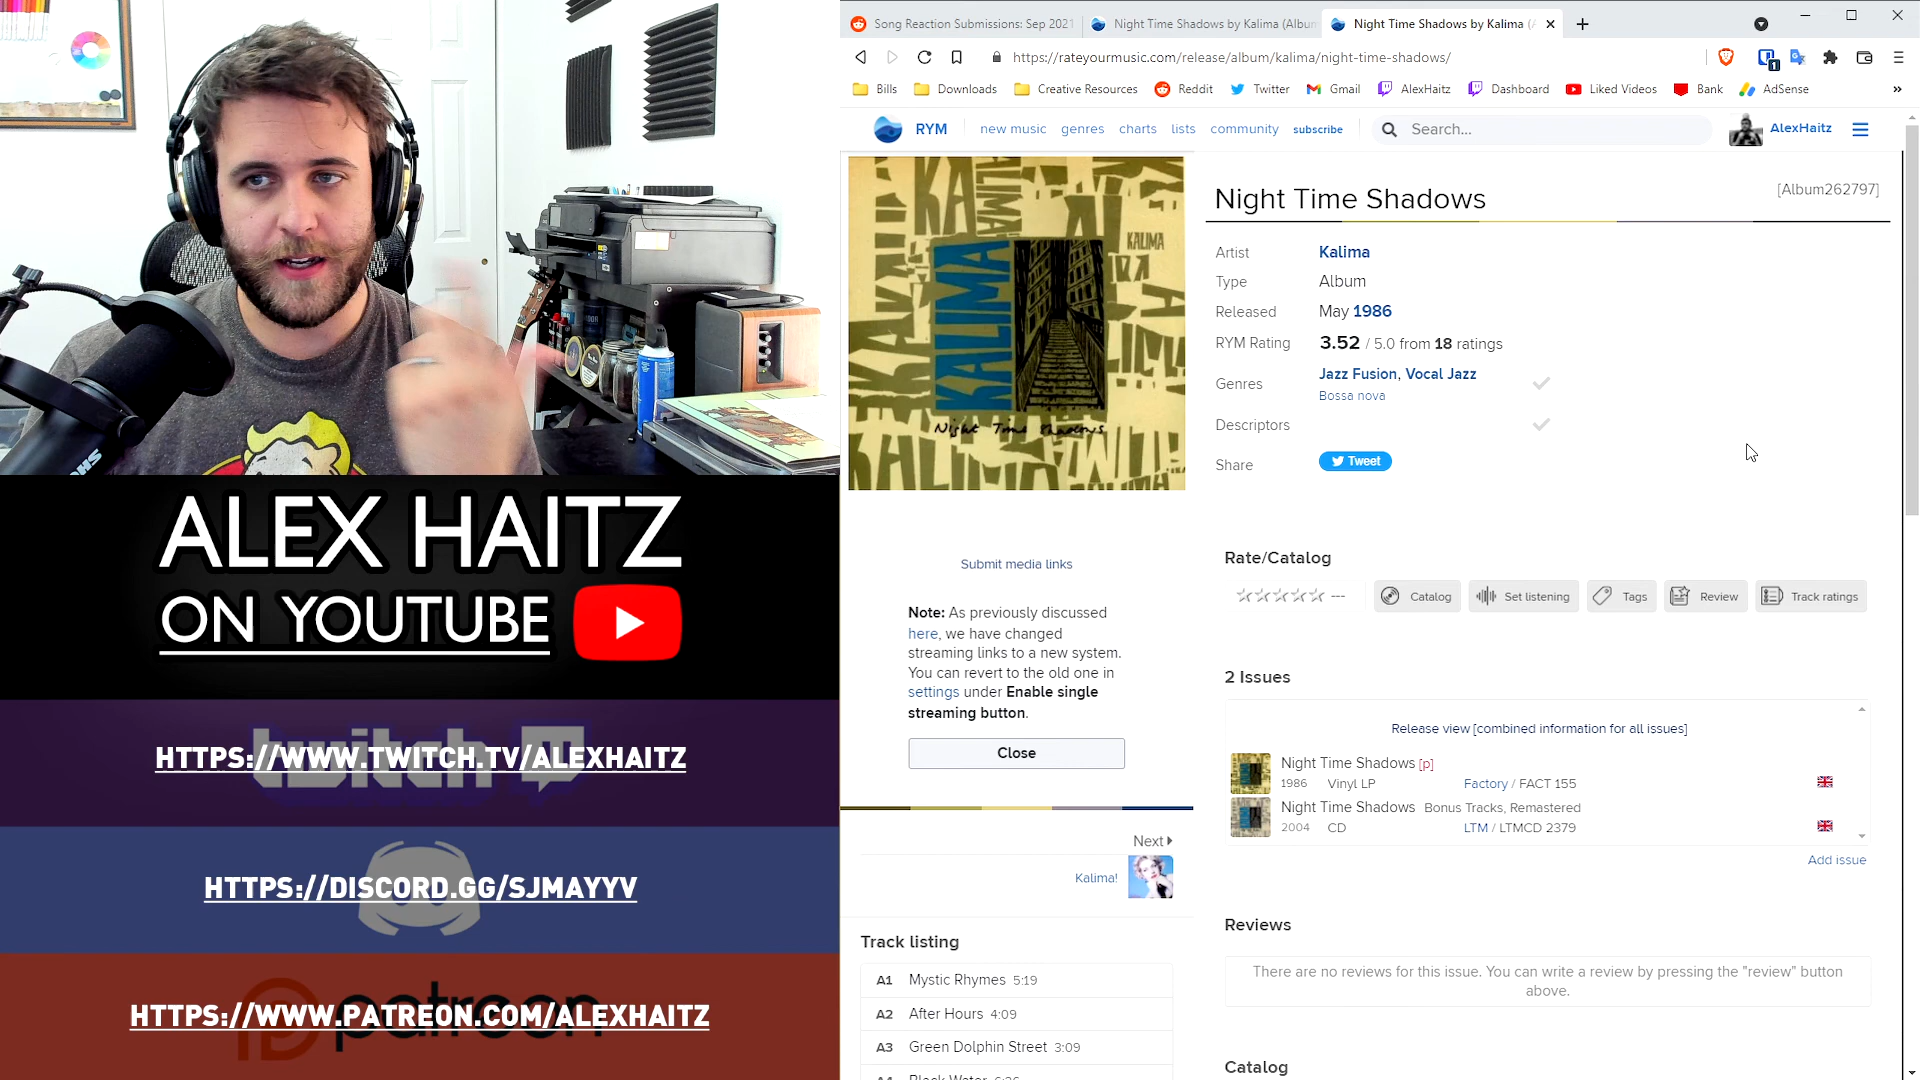 Song Reaction Submissions: Sep 2021
Night Time Shadows by Kalima (Album
Night Time Shadows by Kalima (A
https://rateyourmusic.com/release/album/kalima/night-time-shadows/
1
Bills
Downloads
Creative Resources
Reddit
Twitter
Gmail
AlexHaitz
Dashboard
Liked Videos
Bank
AdSense
»
RYM
new music
genres
charts
lists
community
subscribe
Search...
AlexHaitz
KALIMA
KALIMA
Night Time Shadows
Night Time Shadows
[Album262797]
Artist
Kalima
Type
Album
Released
May 1986
RYM Rating
3.52 / 5.0 from 18 ratings
Genres
Jazz Fusion, Vocal Jazz
Bossa nova
Descriptors
Share
Tweet
Submit media links
Note: As previously discussed
here, we have changed
streaming links to a new system.
You can revert to the old one in
settings under Enable single
streaming button.
Close
Next
Kalima!
Track listing
A1 Mystic Rhymes 5:19
A2 After Hours 4:09
A3 Green Dolphin Street 3:09
Rate/Catalog
---
Catalog
Set listening
Tags
Review
Track ratings
2 Issues
Release view [combined information for all issues]
Night Time Shadows [p]
1986 Vinyl LP Factory / FACT 155
Night Time Shadows Bonus Tracks, Remastered
2004 CD LTM / LTMCD 2379
Add issue
Reviews
There are no reviews for this issue. You can write a review by pressing the "review" button
above.
Catalog
ALEX HAITZ
ON YOUTUBE
twitch
HTTPS://WWW.TWITCH.TV/ALEXHAITZ
HTTPS://DISCORD.GG/SJMAYYV
patreon
HTTPS://WWW.PATREON.COM/ALEXHAITZ